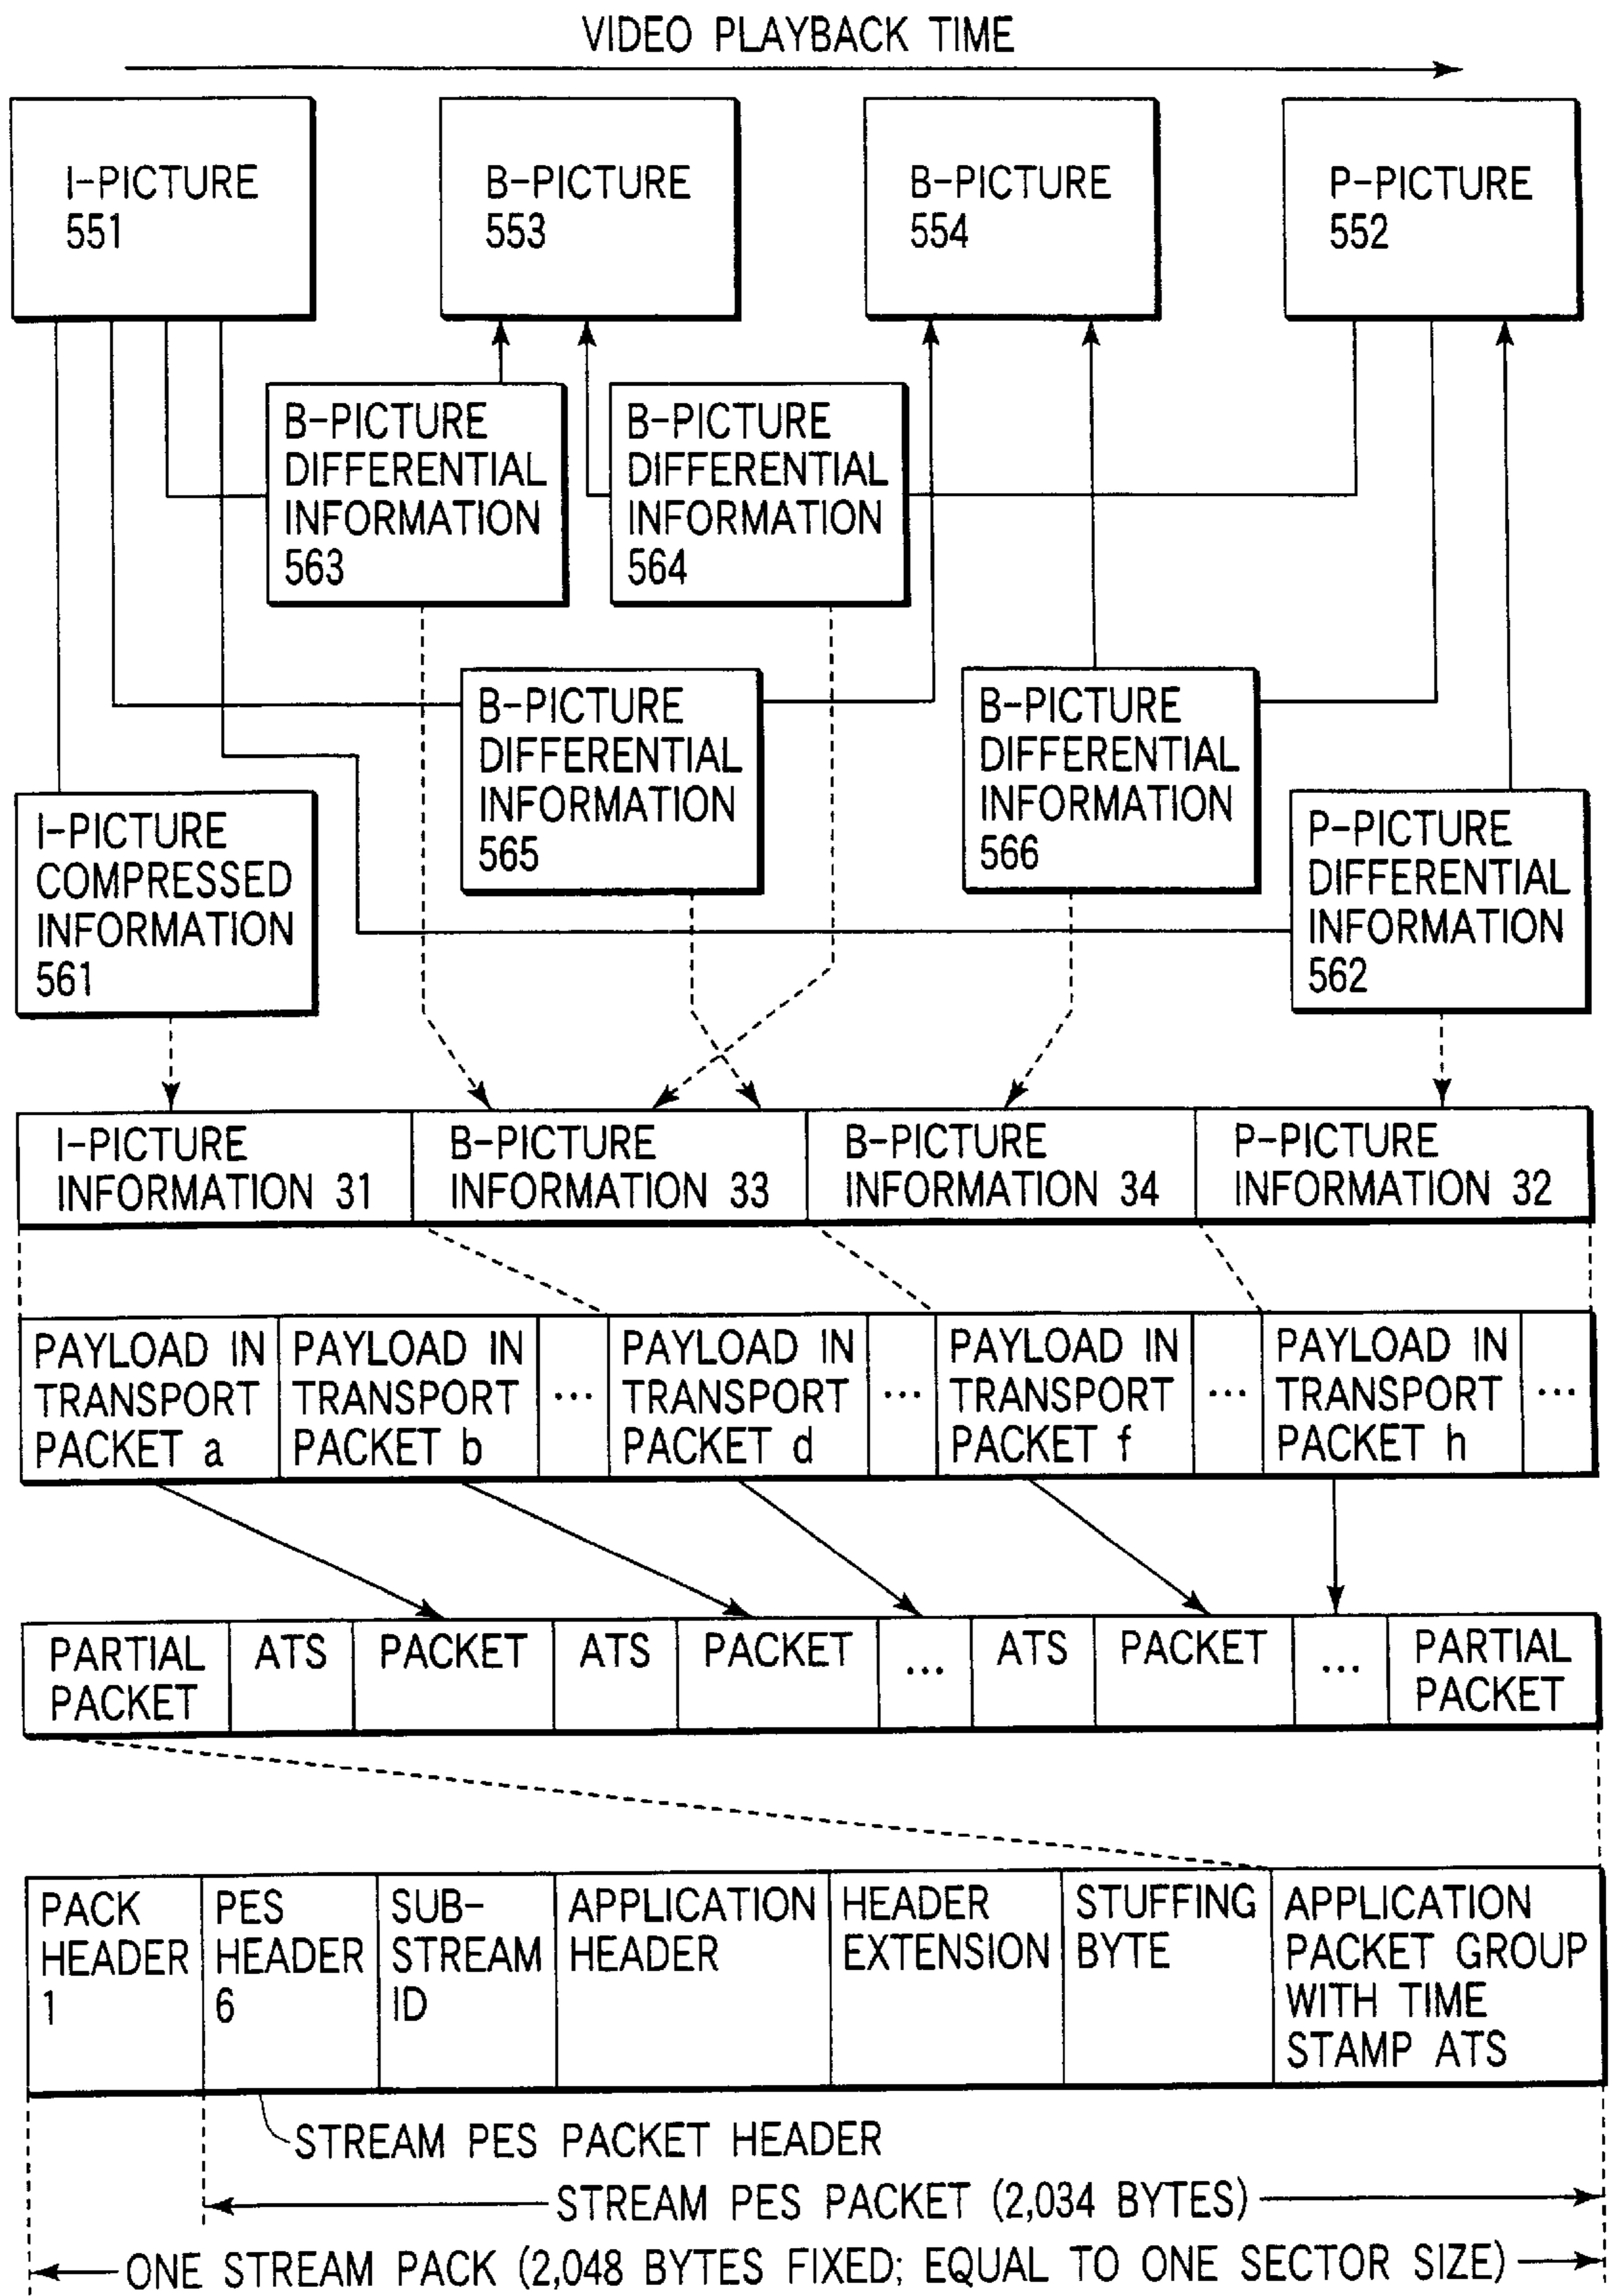 VIDEO PLAYBACK TIME
I-PICTURE
551
B-PICTURE
553
B-PICTURE
554
P-PICTURE
552
B-PICTURE
DIFFERENTIAL
INFORMATION
563
B-PICTURE
DIFFERENTIAL
INFORMATION
564
B-PICTURE
DIFFERENTIAL
INFORMATION
565
B-PICTURE
DIFFERENTIAL
INFORMATION
566
I-PICTURE
COMPRESSED
INFORMATION
561
P-PICTURE
DIFFERENTIAL
INFORMATION
562
I-PICTURE
INFORMATION 31
B-PICTURE
INFORMATION 33
B-PICTURE
INFORMATION 34
P-PICTURE
INFORMATION 32
PAYLOAD IN
TRANSPORT
PACKET a
PAYLOAD IN
TRANSPORT
PACKET b
...
PAYLOAD IN
TRANSPORT
PACKET d
...
PAYLOAD IN
TRANSPORT
PACKET f
...
PAYLOAD IN
TRANSPORT
PACKET h
...
PARTIAL
PACKET
ATS
PACKET
ATS
PACKET
...
ATS
PACKET
...
PARTIAL
PACKET
PACK
HEADER
1
PES
HEADER
6
SUB-
STREAM
ID
APPLICATION
HEADER
HEADER
EXTENSION
STUFFING
BYTE
APPLICATION
PACKET GROUP
WITH TIME
STAMP ATS
STREAM PES PACKET HEADER
STREAM PES PACKET (2,034 BYTES)
ONE STREAM PACK (2,048 BYTES FIXED; EQUAL TO ONE SECTOR SIZE)